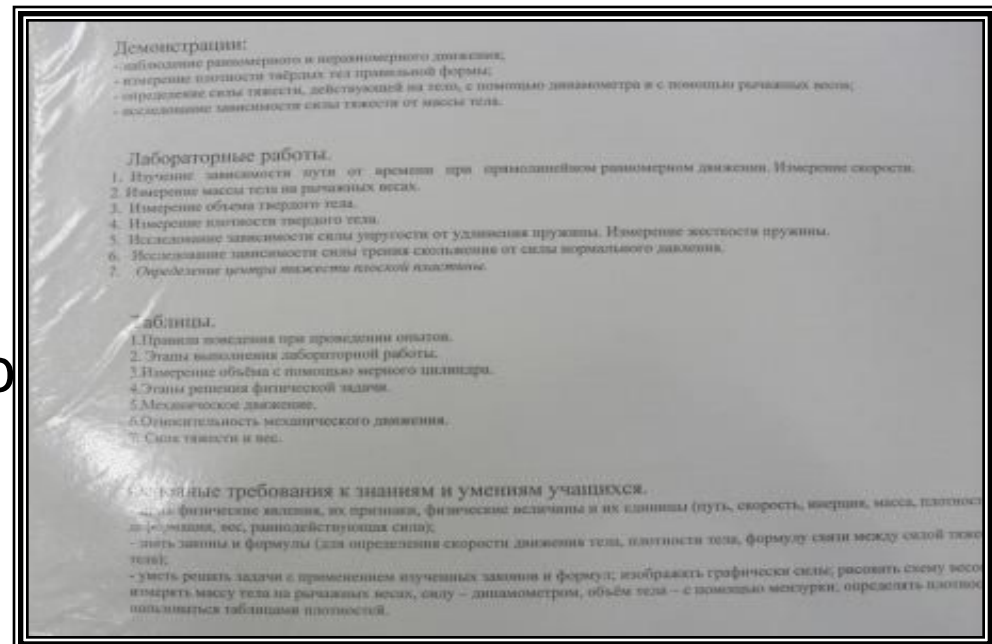 Демонстрации:
- наблюдение равномерного и неравномерного движения;
- измерение плотности твёрдых тел правильной формы;
- определение силы тяжести, действующей на тело, с помощью динамометра и с помощью рычажных весов;
- исследование зависимости силы тяжести от массы тела.
Лабораторные работы.
1. Изучение зависимости пути от времени при прямолинейном равномерном движении. Измерение скорости.
2. Измерение массы тела на рычажных весах.
3. Измерение объема твердого тела.
4. Измерение плотности твердого тела.
5. Исследование зависимости силы упругости от удлинения пружины. Измерение жесткости пружины.
6. Исследование зависимости силы трения скольжения от силы нормального давления.
7. Определение центра тяжести плоской пластины.
Таблицы.
1.Правила поведения при проведении опытов.
2. Этапы выполнения лабораторной работы.
3.Измерение объёма с помощью мерного цилиндра.
4.Этапы решения физической задачи.
5.Механическое движение.
6.Относительность механического движения.
7. Сила тяжести и вес.
требования к знаниям и умениям учащихся.
физические явления, их признаки, физические величины и их единицы (путь, скорость, инерция, масса, плотност
деформация, вес, равнодействующая сила);
- знать законы и формулы (для определения скорости движения тела, плотности тела, формулу связи между силой тяже
тела);
- уметь решать задачи с применением изученных законов и формул; изображать графически силы; рисовать схему весо
измерять массу тела на рычажных весах, силу – динамометром, объём тела – с помощью мензурки; определять плотнос
пользоваться таблицами плотностей.